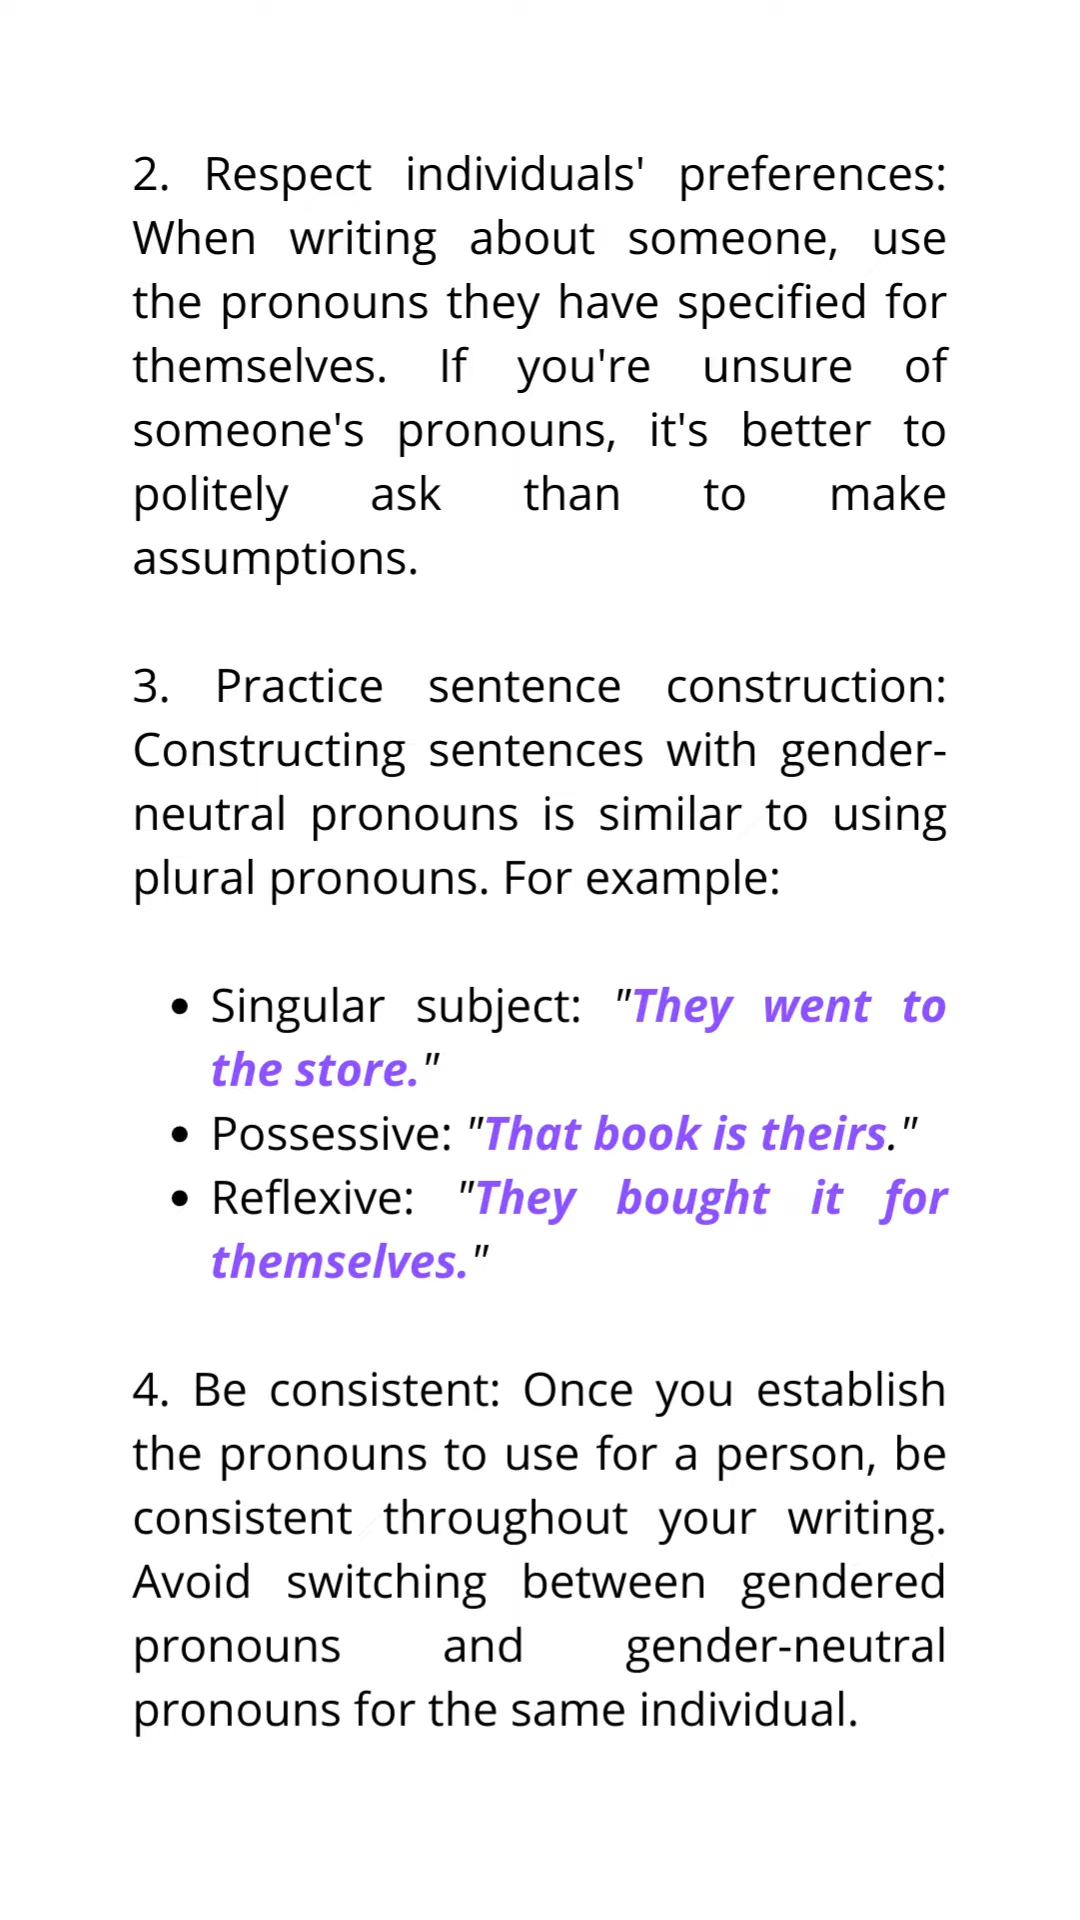 2. Respect individuals' preferences:
When writing about someone, use
the pronouns they have specified for
themselves. If you're unsure of
someone's pronouns, it's better to
politely ask than to make
assumptions.
3. Practice sentence construction:
Constructing sentences with gender-
neutral pronouns is similar to using
plural pronouns. For example:
• Singular subject: "They went to
the store."
• Possessive: "That book is theirs."
• Reflexive: "They bought it for
themselves."
4. Be consistent: Once you establish
the pronouns to use for a person, be
consistent throughout your writing.
Avoid switching between gendered
pronouns and gender-neutral
pronouns for the same individual.